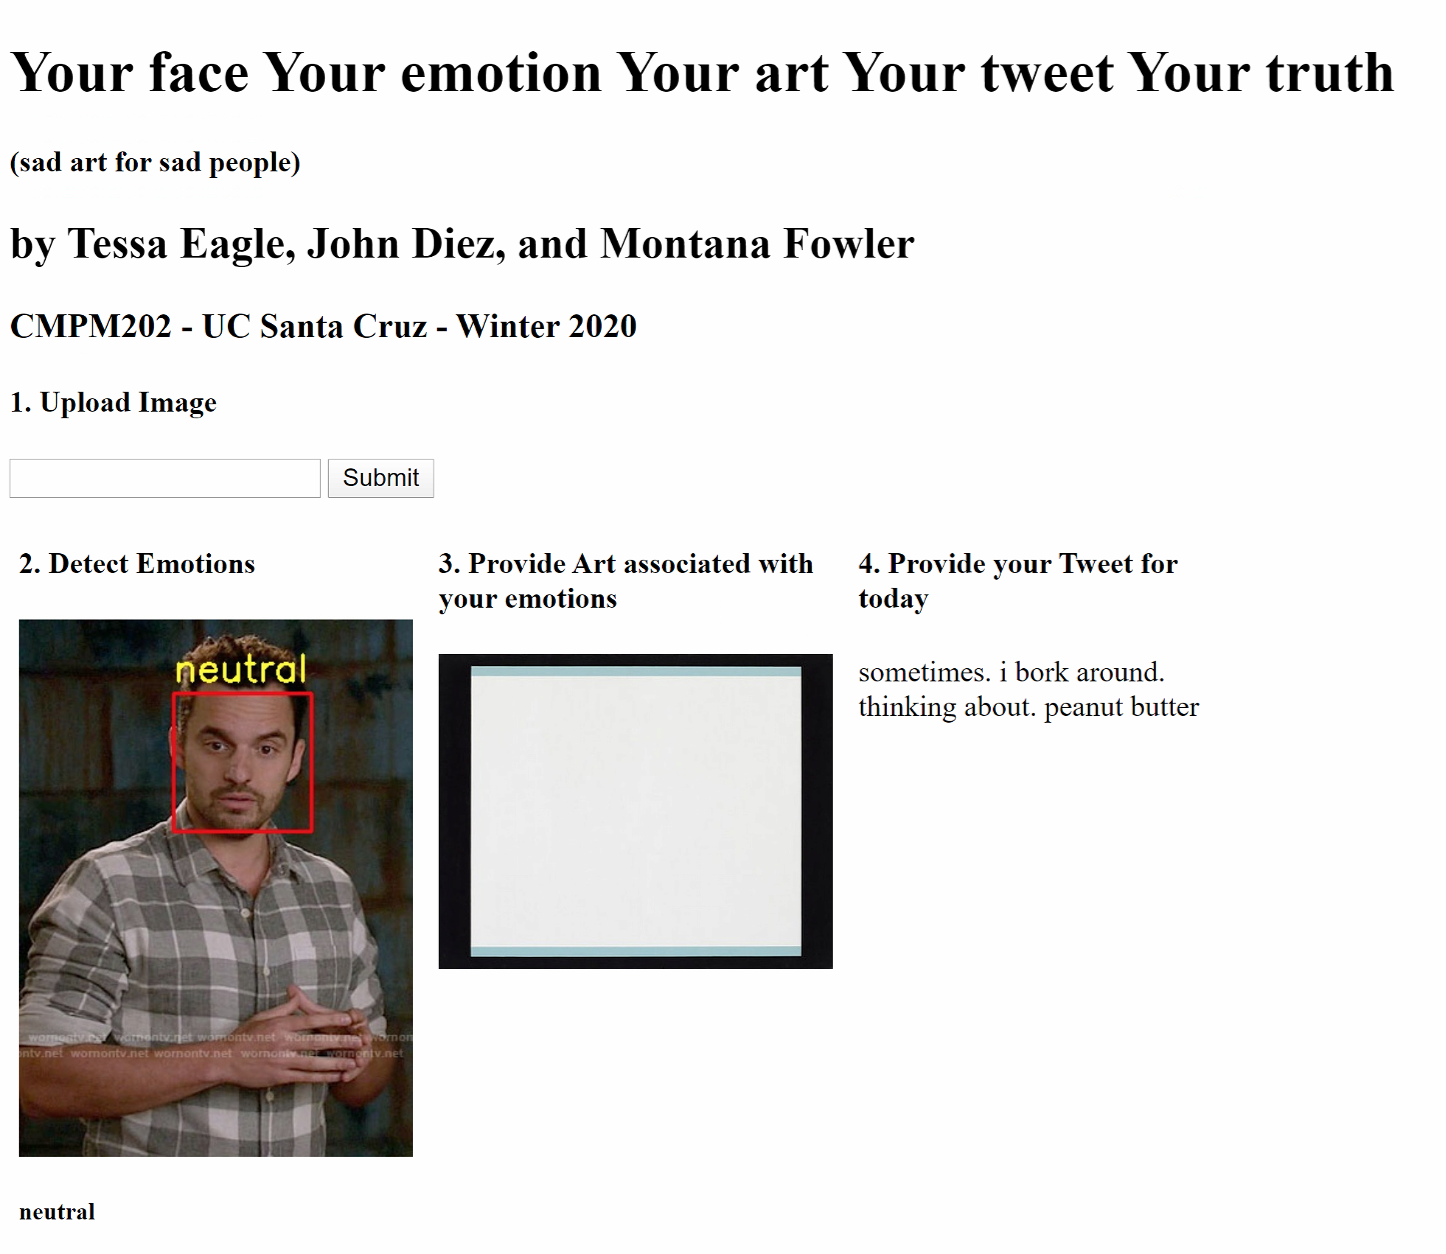 Your face Your emotion Your art Your tweet Your truth
(sad art for sad people)
by Tessa Eagle, John Diez, and Montana Fowler
CMPM202 - UC Santa Cruz - Winter 2020
1. Upload Image
Submit
2. Detect Emotions
neutral
wornontv.net wornontv.net wornontv.net wornontv.net wornon
ntv.net wornontv.net wornontv.net wornontv.net wornontv.net
neutral
3. Provide Art associated with
your emotions
4. Provide your Tweet for
today
sometimes. i bork around.
thinking about. peanut butter